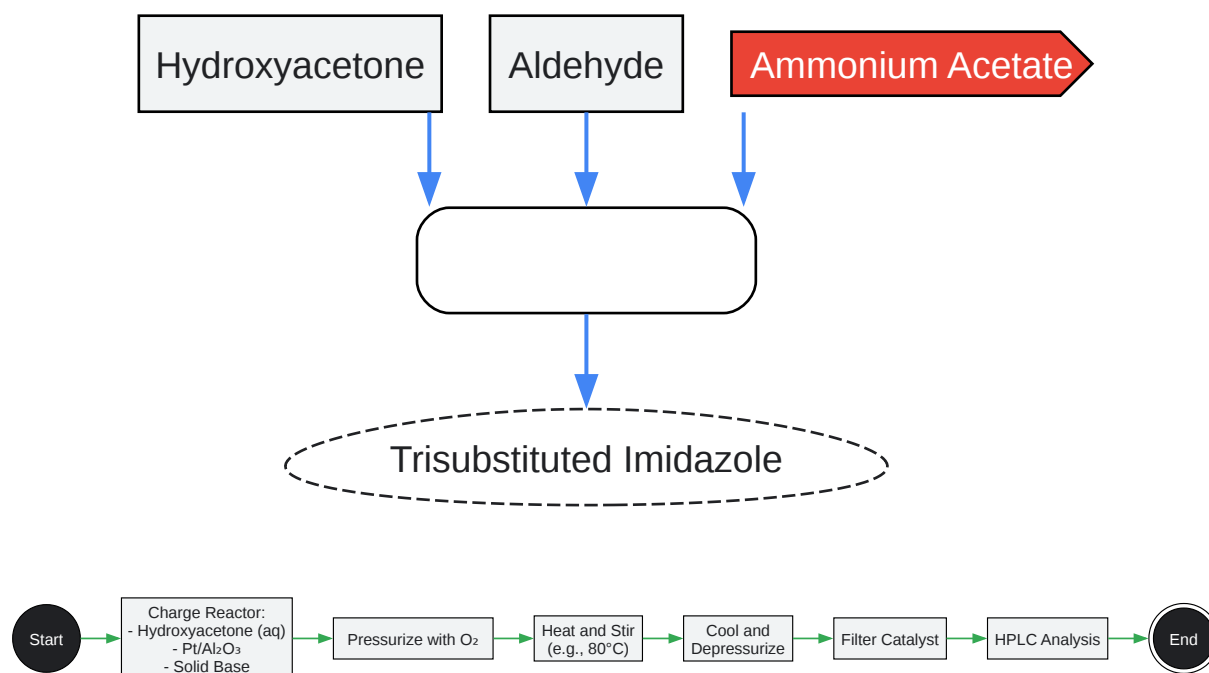 Hydroxyacetone
Aldehyde
Ammonium Acetate
Trisubstituted Imidazole
Start
Charge Reactor:
- Hydroxyacetone (aq)
- Pt/Al₂O₃
- Solid Base
Pressurize with O₂
Heat and Stir
(e.g., 80°C)
Cool and
Depressurize
Filter Catalyst
HPLC Analysis
End